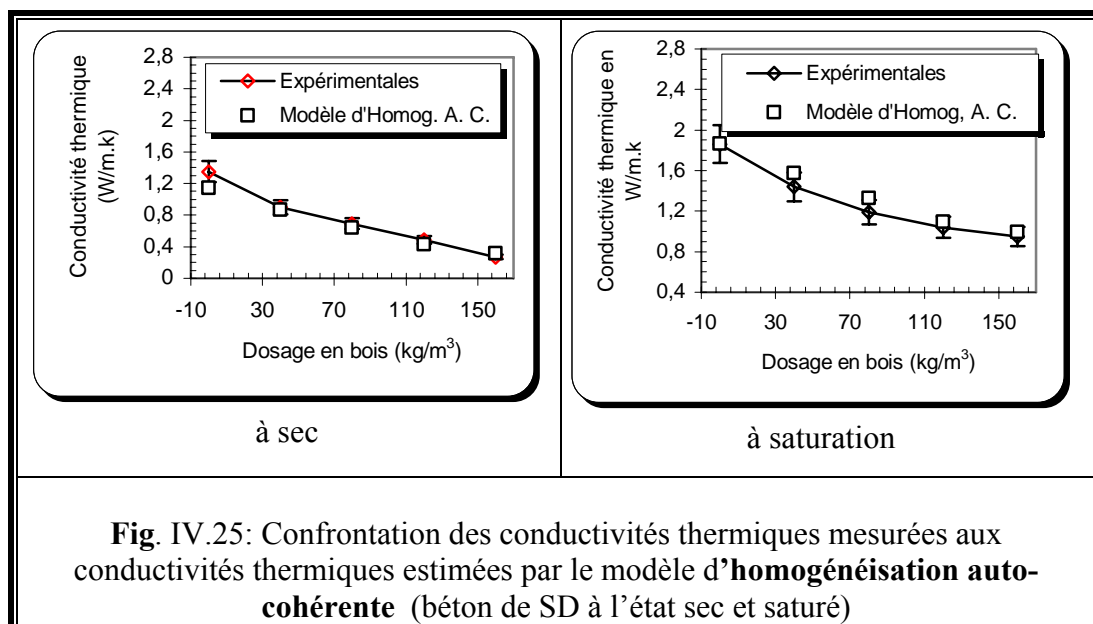 Conductivité thermique
(W/m.k)
2,8
2,4
2
1,6
1,2
0,8
0,4
0
Expérimentales
Modèle d'Homog. A. C.
-10 30 70 110 150
Dosage en bois (kg/m³)
à sec
Conductivité thermique en
W/m.k
2,8
2,4
2
1,6
1,2
0,8
0,4
Expérimentales
Modèle d'Homog, A. C.
-10 30 70 110 150
Dosage en bois (kg/m³)
à saturation
Fig. IV.25: Confrontation des conductivités thermiques mesurées aux
conductivités thermiques estimées par le modèle d'homogénéisation auto-
cohérente (béton de SD à l'état sec et saturé)